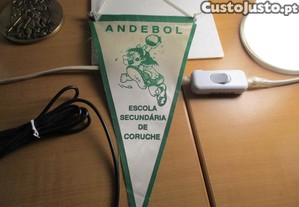 CustoJusto.pt
ANDEBOL
ESCOLA
SECUNDÁRIA
DE
CORUCHE